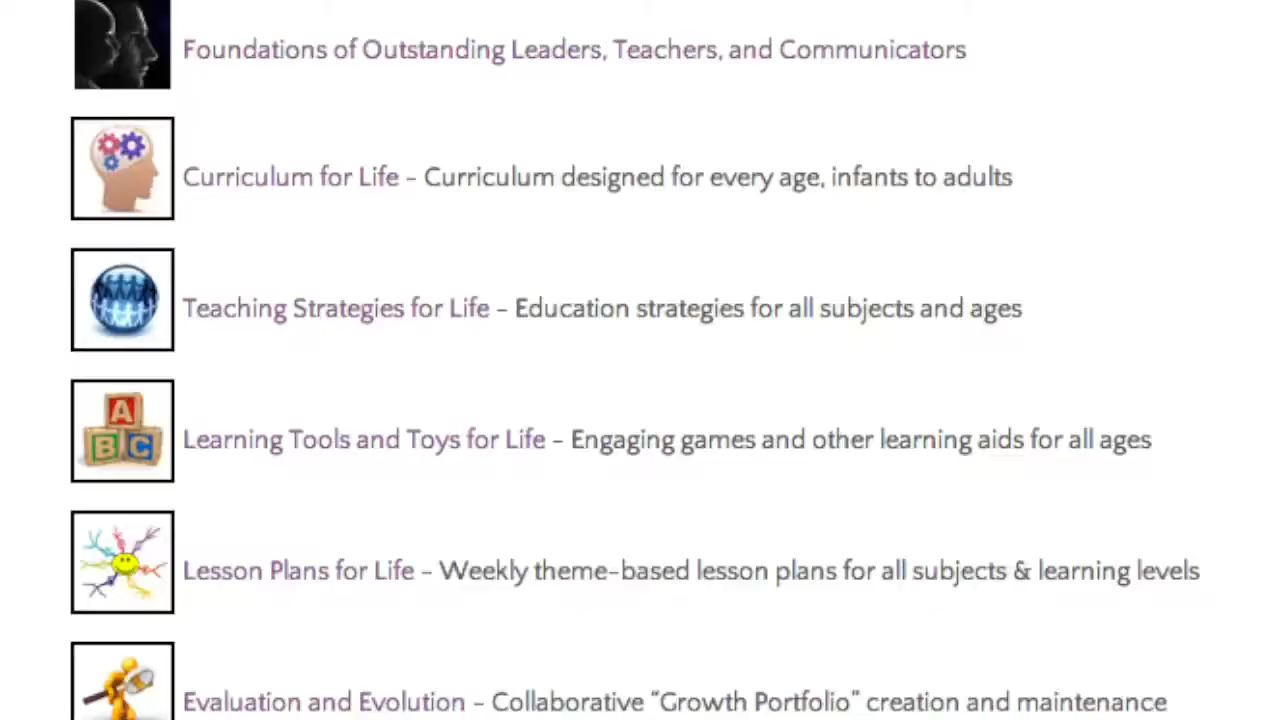 Foundations of Outstanding Leaders, Teachers, and Communicators
Curriculum for Life - Curriculum designed for every age, infants to adults
Teaching Strategies for Life - Education strategies for all subjects and ages
A
B C
Learning Tools and Toys for Life - Engaging games and other learning aids for all ages
Lesson Plans for Life - Weekly theme-based lesson plans for all subjects & learning levels
Evaluation and Evolution - Collaborative “Growth Portfolio” creation and maintenance